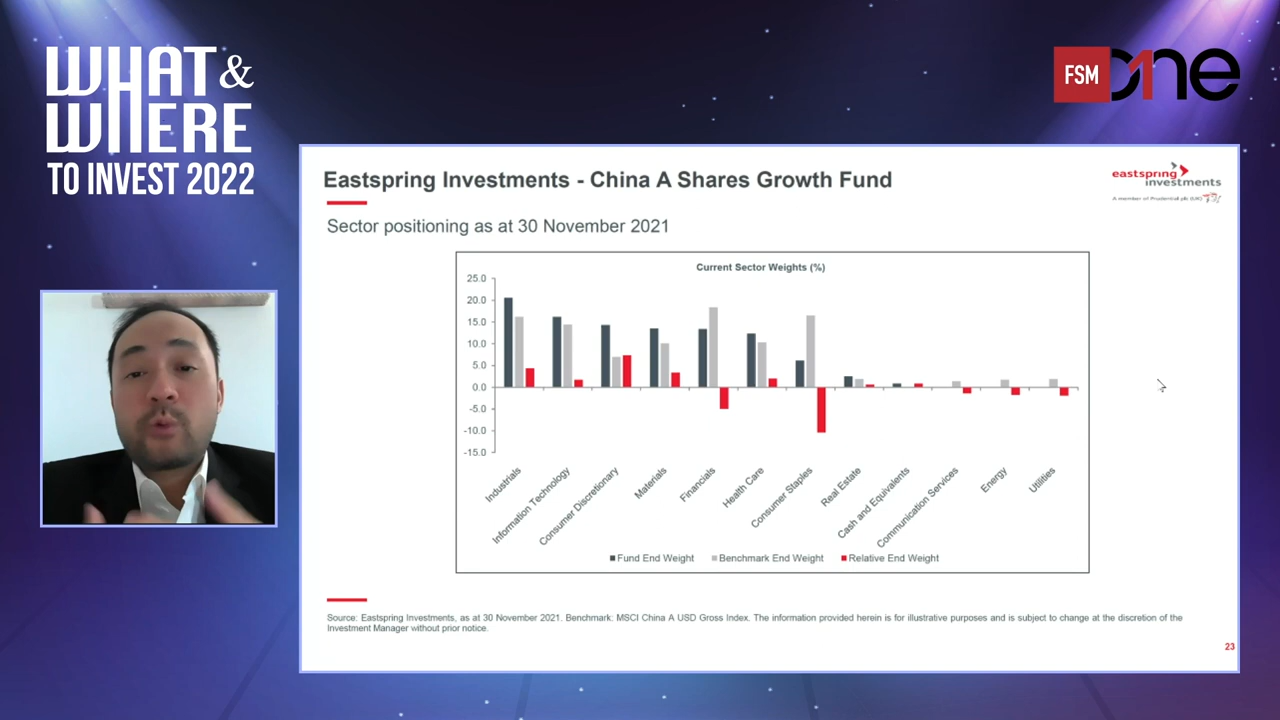 WHAT &
WHERE
TO INVEST 2022
FSM
One
Eastspring Investments - China A Shares Growth Fund
eastspring
investments
A member of Prudential plc (UK)
Sector positioning as at 30 November 2021
Current Sector Weights (%)
25.0
20.0
15.0
10.0
5.0
0.0
-5.0
-10.0
-15.0
Industrials
Information Technology
Consumer Discretionary
Materials
Financials
Health Care
Consumer Staples
Real Estate
Cash and Equivalents
Communication Services
Energy
Utilities
Fund End Weight
Benchmark End Weight
Relative End Weight
Source: Eastspring Investments, as at 30 November 2021. Benchmark: MSCI China A USD Gross Index. The information provided herein is for illustrative purposes and is subject to change at the discretion of the
Investment Manager without prior notice.
23